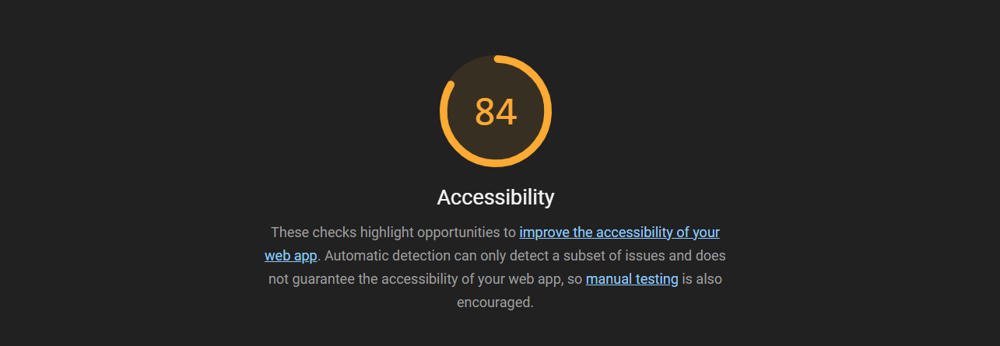 84
Accessibility
These checks highlight opportunities to improve the accessibility of your
web app. Automatic detection can only detect a subset of issues and does
not guarantee the accessibility of your web app, so manual testing is also
encouraged.